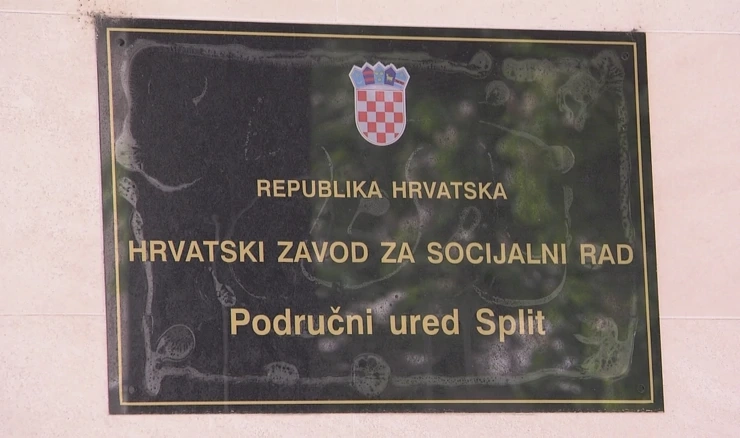 REPUBLIKA HRVATSKA
HRVATSKI ZAVOD ZA SOCIJALNI RAD
Područni ured Split